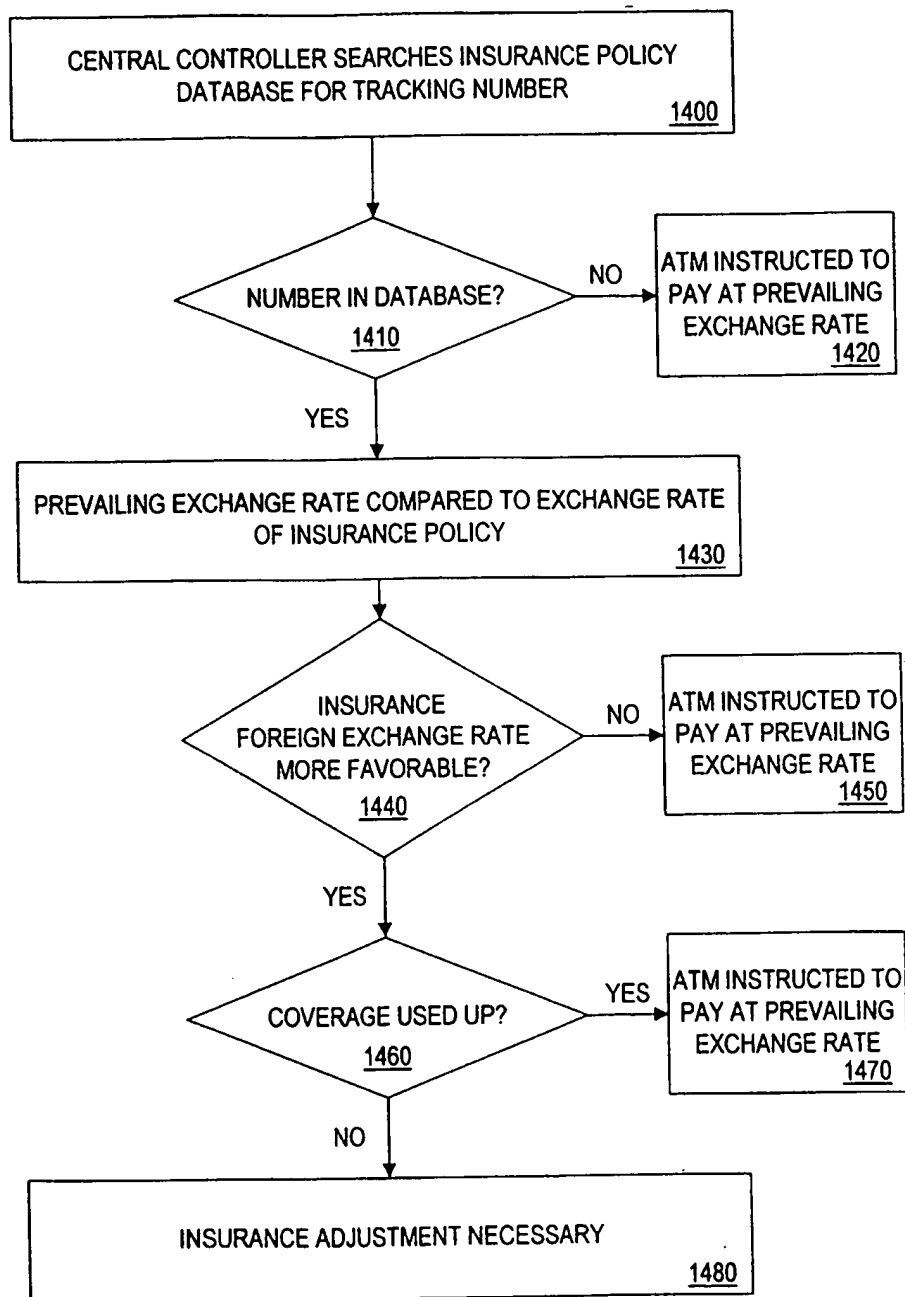 CENTRAL CONTROLLER SEARCHES INSURANCE POLICY
DATABASE FOR TRACKING NUMBER
1400
NUMBER IN DATABASE?
1410
NO
ATM INSTRUCTED TO
PAY AT PREVAILING
EXCHANGE RATE
1420
YES
PREVAILING EXCHANGE RATE COMPARED TO EXCHANGE RATE
OF INSURANCE POLICY
1430
INSURANCE
FOREIGN EXCHANGE RATE
MORE FAVORABLE?
1440
NO
ATM INSTRUCTED TO
PAY AT PREVAILING
EXCHANGE RATE
1450
YES
COVERAGE USED UP?
1460
YES
ATM INSTRUCTED TO
PAY AT PREVAILING
EXCHANGE RATE
1470
NO
INSURANCE ADJUSTMENT NECESSARY
1480